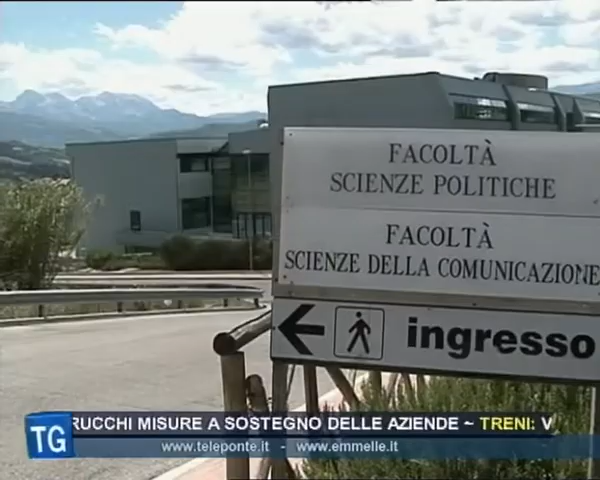 FACOLTÀ
SCIENZE POLITICHE
FACOLTÀ
SCIENZE DELLA COMUNICAZIONE
ingresso
TG RUCCHI MISURE A SOSTEGNO DELLE AZIENDE ~ TRENI: V
www.teleponte.it - www.emmelle.it